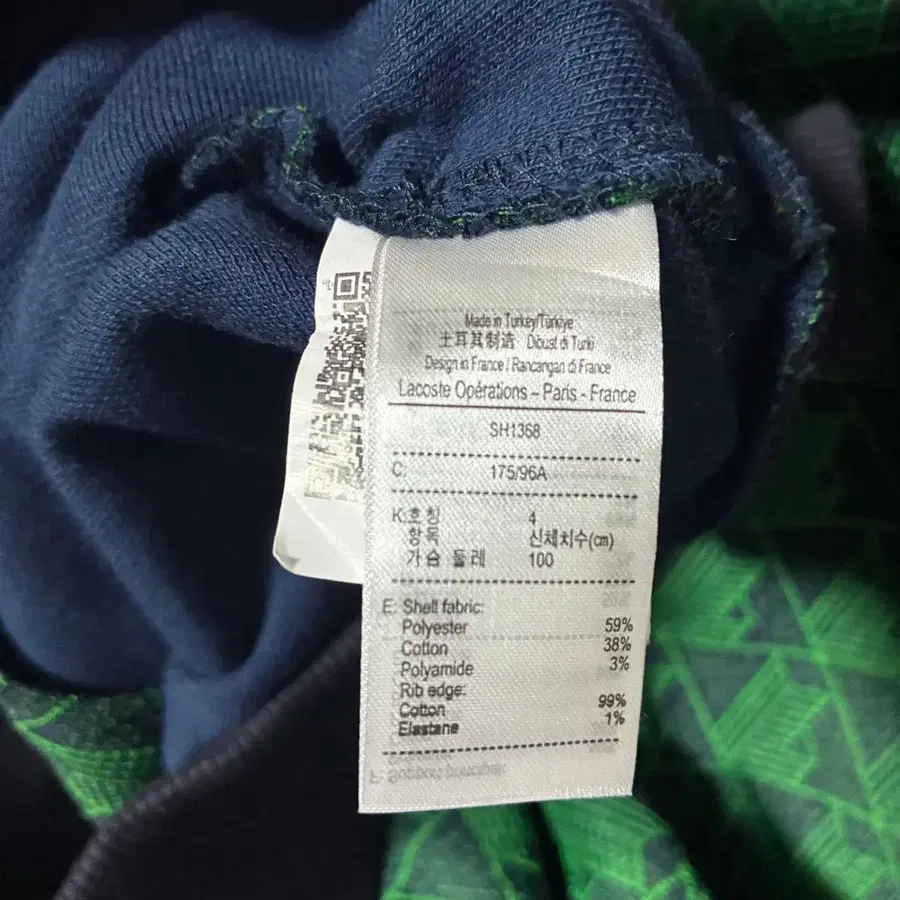 Made in Turkey/Türkiye
土耳其制造 Dibuat di Turki
Design in France / Rancangan di France
Lacoste Opérations – Paris - France
SH1368
C: 175/96A
K:호칭 4
항목 신체치수(cm)
가슴 둘레 100
E: Shell fabric:
Polyester 59%
Cotton 38%
Polyamide 3%
Rib edge:
Cotton 99%
Elastane 1%